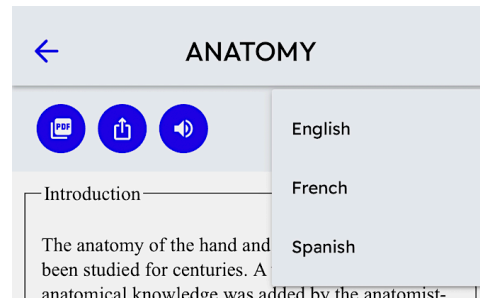 ANATOMY
PDF
English
French
Spanish
Introduction
The anatomy of the hand and
been studied for centuries. A
anatomical knowledge was added by the anatomist-